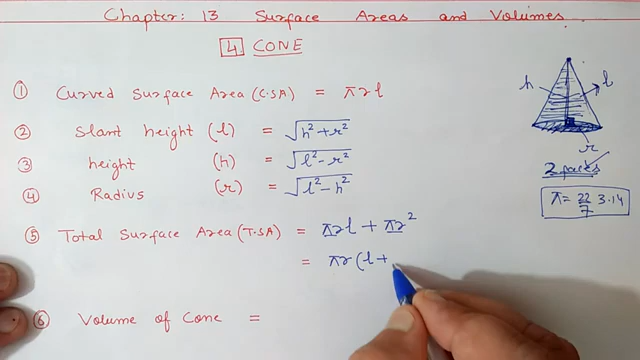 Chapter: 13 Surface Areas and Volumes.
4 CONE
① Curved Surface Area (C.S.A) = πrl
② Slant height (l) = √h²+r²
③ height (h) = √l²-r²
④ Radius (r) = √l²-h²
⑤ Total Surface Area (T.S.A) = πrl + πr²
= πr(l+
⑥ Volume of Cone =
h
l
r
2 faces
π = 22/7 3.14